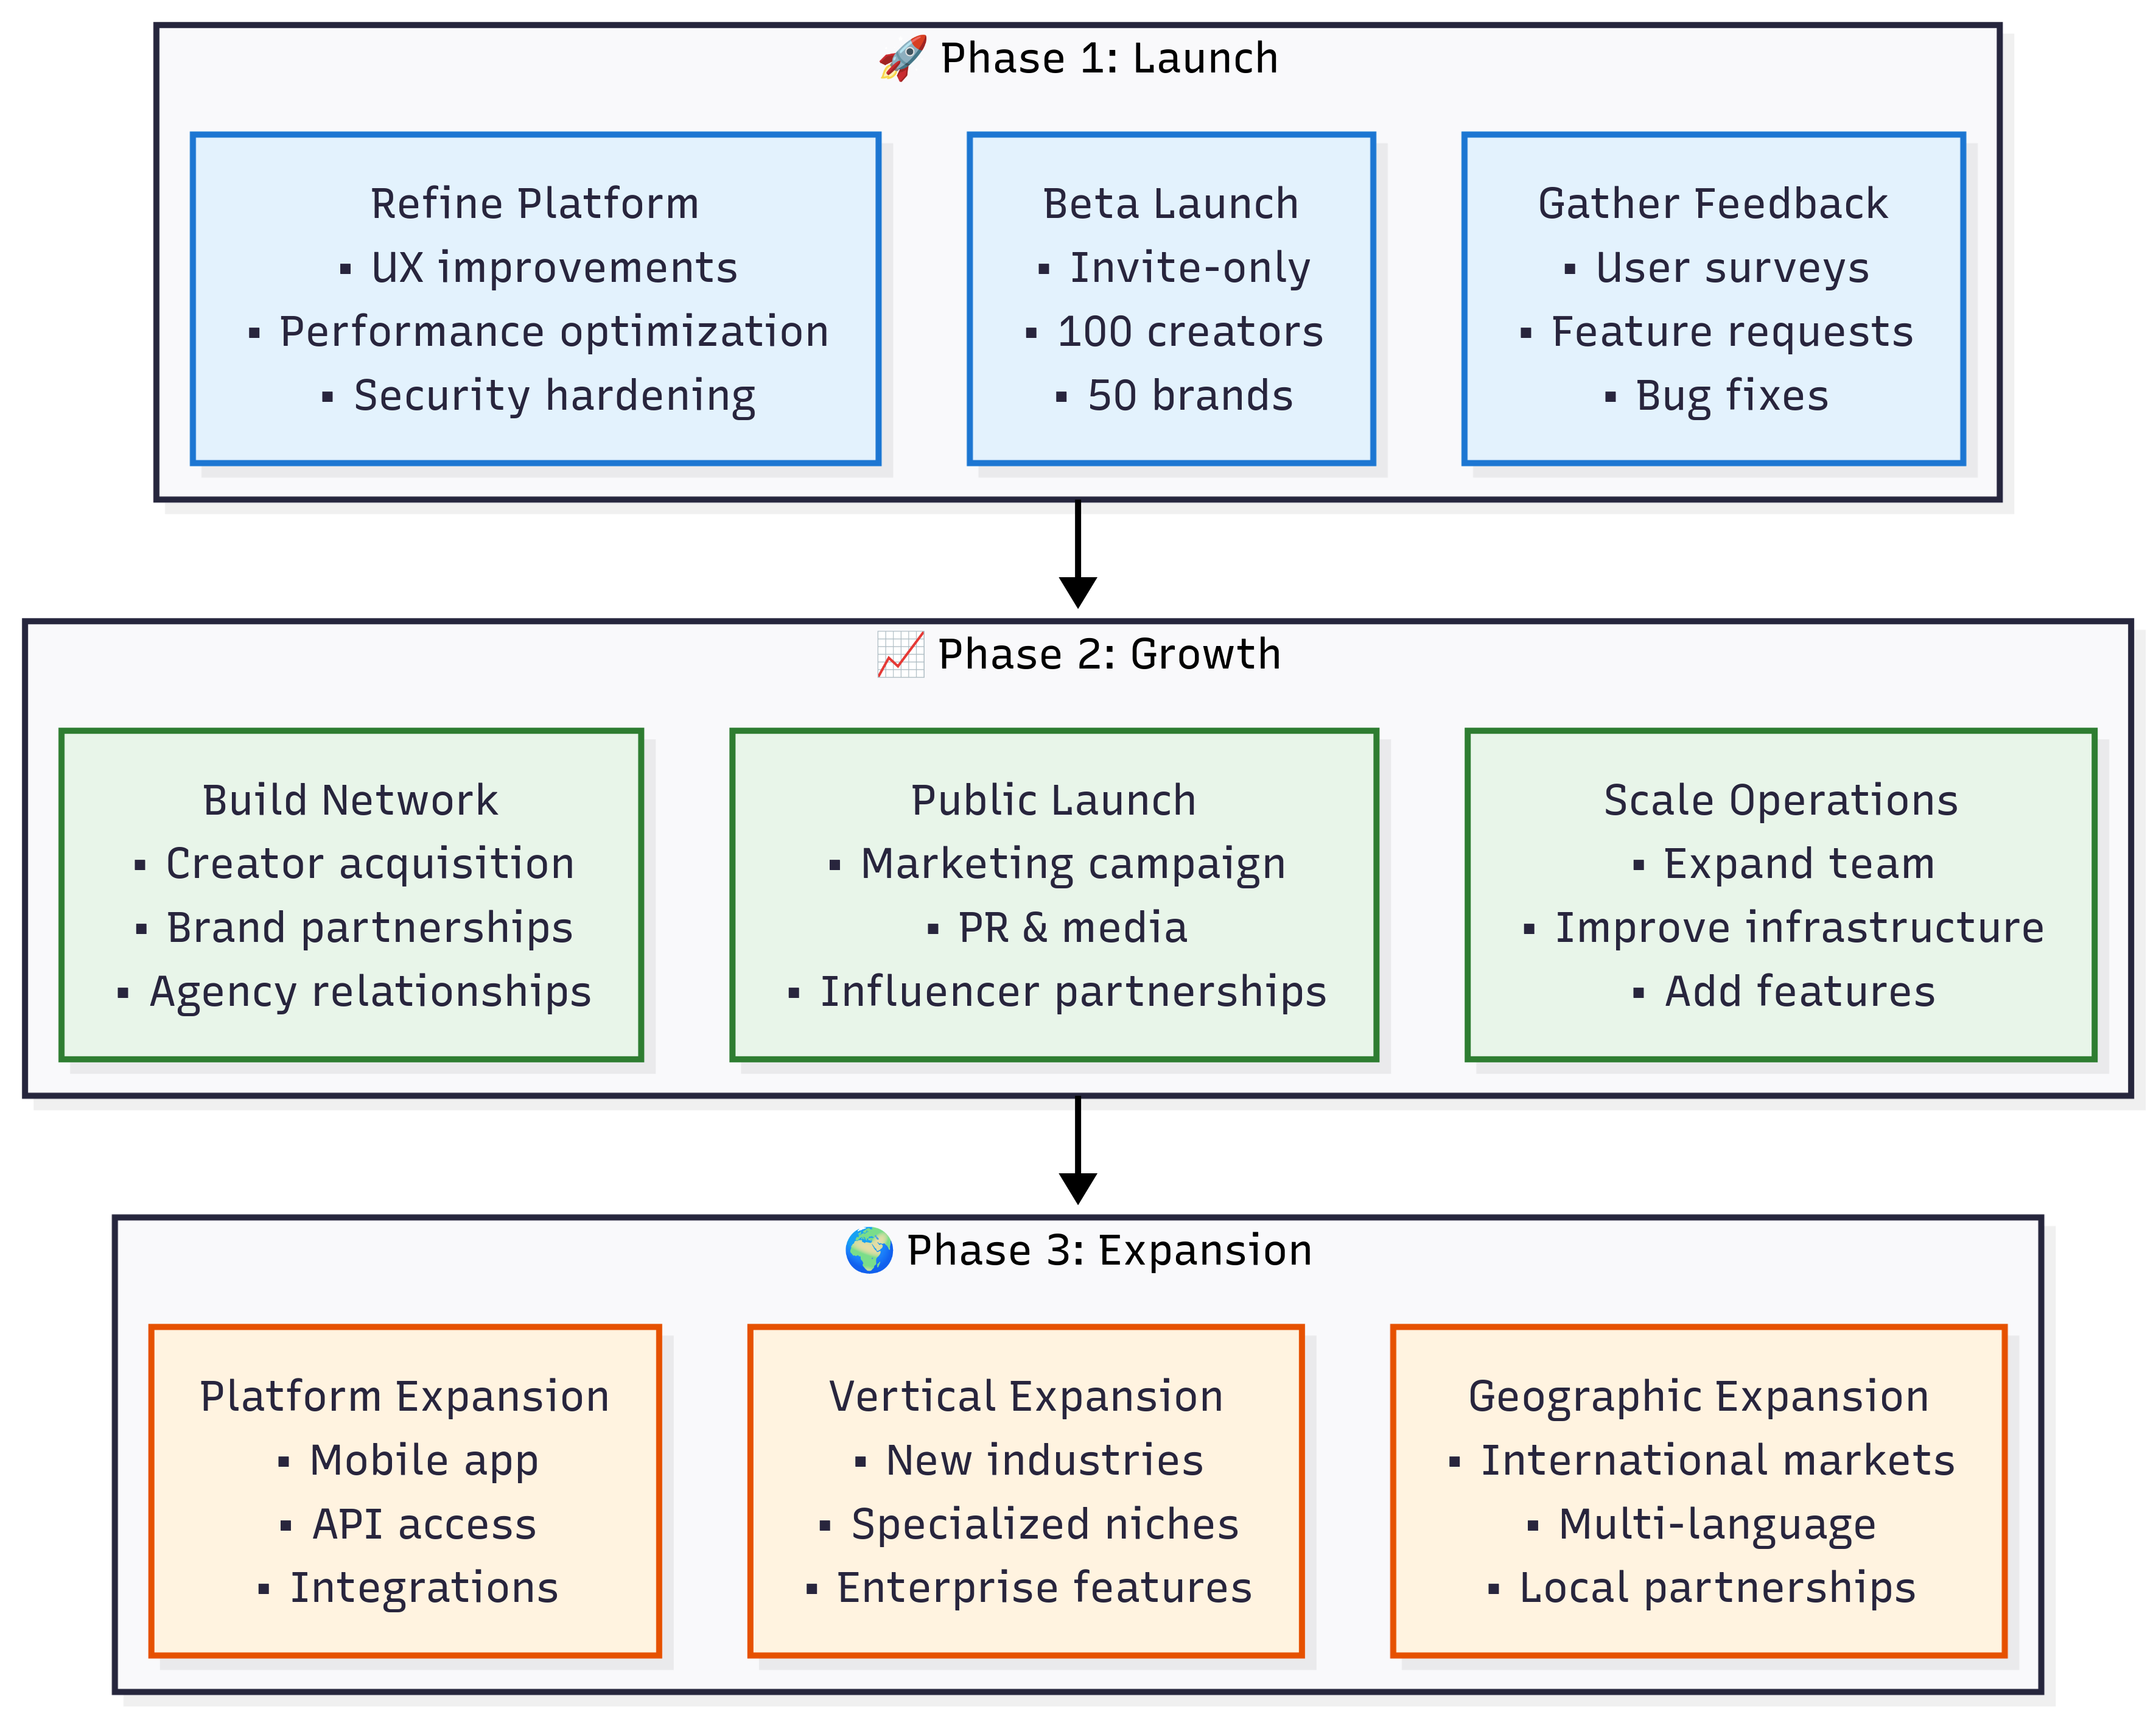 🚀 Phase 1: Launch
Refine Platform
▪ UX improvements
▪ Performance optimization
▪ Security hardening
Beta Launch
▪ Invite-only
▪ 100 creators
▪ 50 brands
Gather Feedback
▪ User surveys
▪ Feature requests
▪ Bug fixes
📈 Phase 2: Growth
Build Network
▪ Creator acquisition
▪ Brand partnerships
▪ Agency relationships
Public Launch
▪ Marketing campaign
▪ PR & media
▪ Influencer partnerships
Scale Operations
▪ Expand team
▪ Improve infrastructure
▪ Add features
🌍 Phase 3: Expansion
Platform Expansion
▪ Mobile app
▪ API access
▪ Integrations
Vertical Expansion
▪ New industries
▪ Specialized niches
▪ Enterprise features
Geographic Expansion
▪ International markets
▪ Multi-language
▪ Local partnerships